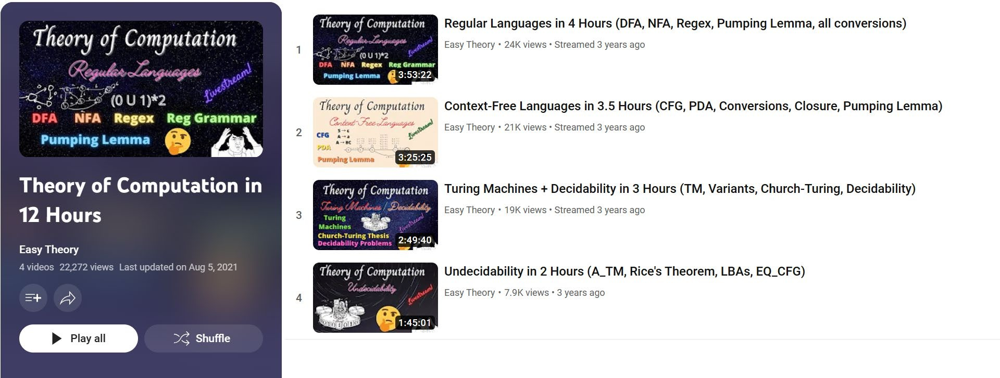 Theory of Computation
Regular Languages
Livestream!
(0 U 1)*2
DFA NFA Regex Reg Grammar
Pumping Lemma
Theory of Computation in
12 Hours
Easy Theory
4 videos 22,272 views Last updated on Aug 5, 2021
Play all
Shuffle
1
Theory of Computation
Regular Languages
Livestream!
(0 U 1)*2
DFA NFA Regex Reg Grammar
Pumping Lemma
3:53:22
Regular Languages in 4 Hours (DFA, NFA, Regex, Pumping Lemma, all conversions)
Easy Theory • 24K views • Streamed 3 years ago
2
Theory of Computation
Context-Free Languages
Livestream!
CFG
S→ε
A→a
A→BC
PDA
Pumping Lemma
3:25:25
Context-Free Languages in 3.5 Hours (CFG, PDA, Conversions, Closure, Pumping Lemma)
Easy Theory • 21K views • Streamed 3 years ago
3
Theory of Computation
Turing Machines / Decidability
Turing
Machines
Livestream!
Church-Turing Thesis
Decidability Problems
2:49:40
Turing Machines + Decidability in 3 Hours (TM, Variants, Church-Turing, Decidability)
Easy Theory • 19K views • Streamed 3 years ago
4
Theory of Computation
Undecidability
Livestream!
1:45:01
Undecidability in 2 Hours (A_TM, Rice's Theorem, LBAs, EQ_CFG)
Easy Theory • 7.9K views • 3 years ago